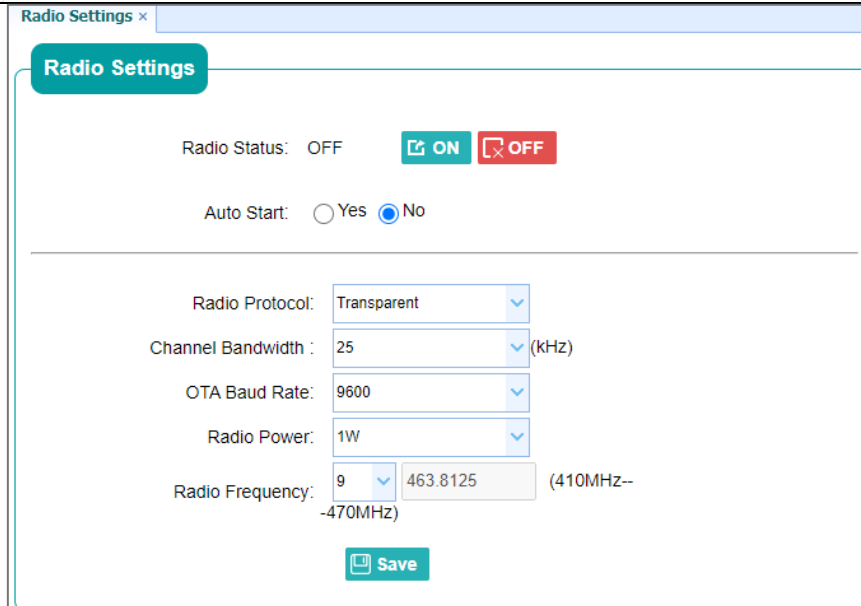 Radio Settings ×
Radio Settings
Radio Status: OFF ON OFF
Auto Start: Yes No
Radio Protocol: Transparent
Channel Bandwidth : 25 (kHz)
OTA Baud Rate: 9600
Radio Power: 1W
Radio Frequency: 9 463.8125 (410MHz--
-470MHz)
Save